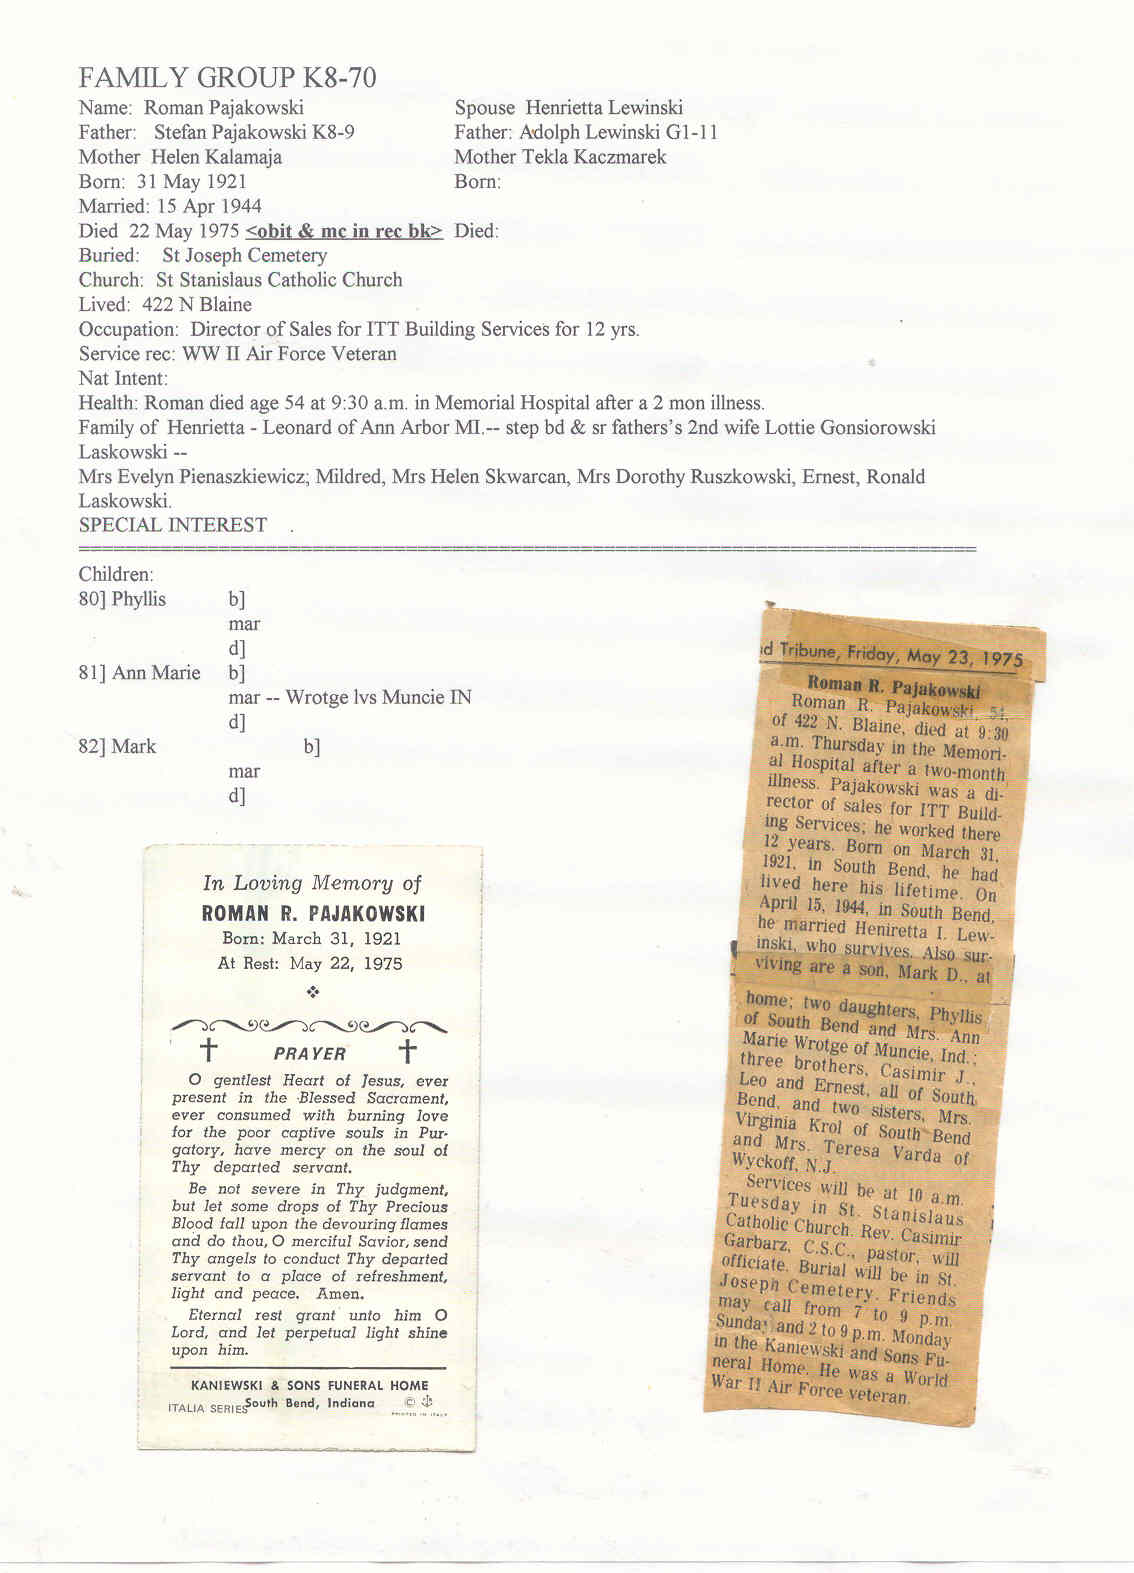 FAMILY GROUP K8-70
Name: Roman Pajakowski Spouse Henrietta Lewinski
Father: Stefan Pajakowski K8-9 Father: Adolph Lewinski G1-11
Mother Helen Kalamaja Mother Tekla Kaczmarek
Born: 31 May 1921 Born:
Married: 15 Apr 1944
Died 22 May 1975 <obit & mc in rec bk> Died:
Buried: St Joseph Cemetery
Church: St Stanislaus Catholic Church
Lived: 422 N Blaine
Occupation: Director of Sales for ITT Building Services for 12 yrs.
Service rec: WW II Air Force Veteran
Nat Intent:
Health: Roman died age 54 at 9:30 a.m. in Memorial Hospital after a 2 mon illness.
Family of Henrietta - Leonard of Ann Arbor MI.-- step bd & sr fathers's 2nd wife Lottie Gonsiorowski
Laskowski --
Mrs Evelyn Pienaszkiewicz; Mildred, Mrs Helen Skwarcan, Mrs Dorothy Ruszkowski, Ernest, Ronald
Laskowski.
SPECIAL INTEREST .
Children:
80] Phyllis b]
mar
d]
81] Ann Marie b]
mar -- Wrotge lvs Muncie IN
d]
82] Mark b]
mar
d]
In Loving Memory of
ROMAN R. PAJAKOWSKI
Born: March 31, 1921
At Rest: May 22, 1975
PRAYER
O gentlest Heart of Jesus, ever
present in the Blessed Sacrament,
ever consumed with burning love
for the poor captive souls in Pur-
gatory, have mercy on the soul of
Thy departed servant.
Be not severe in Thy judgment,
but let some drops of Thy Precious
Blood fall upon the devouring flames
and do thou, O merciful Savior, send
Thy angels to conduct Thy departed
servant to a place of refreshment,
light and peace. Amen.
Eternal rest grant unto him O
Lord, and let perpetual light shine
upon him.
KANIEWSKI & SONS FUNERAL HOME
ITALIA SERIES South Bend, Indiana ©
PRINTED IN ITALY
d Tribune, Friday, May 23, 1975
Roman R. Pajakowski
Roman R. Pajakowski, 54,
of 422 N. Blaine, died at 9:30
a.m. Thursday in the Memori-
al Hospital after a two-month
illness. Pajakowski was a di-
rector of sales for ITT Build-
ing Services; he worked there
12 years. Born on March 31,
1921, in South Bend, he had
lived here his lifetime. On
April 15, 1944, in South Bend,
he married Heniretta I. Lew-
inski, who survives. Also sur-
viving are a son, Mark D., at
home; two daughters, Phyllis
of South Bend and Mrs. Ann
Marie Wrotge of Muncie, Ind.;
three brothers, Casimir J.,
Leo and Ernest, all of South
Bend, and two sisters, Mrs.
Virginia Krol of South Bend
and Mrs. Teresa Varda of
Wyckoff, N.J.
Services will be at 10 a.m.
Tuesday in St. Stanislaus
Catholic Church. Rev. Casimir
Garbarz, C.S.C., pastor, will
officiate. Burial will be in St.
Joseph Cemetery. Friends
may call from 7 to 9 p.m.
Sunday and 2 to 9 p.m. Monday
in the Kaniewski and Sons Fu-
neral Home. He was a World
War II Air Force veteran.